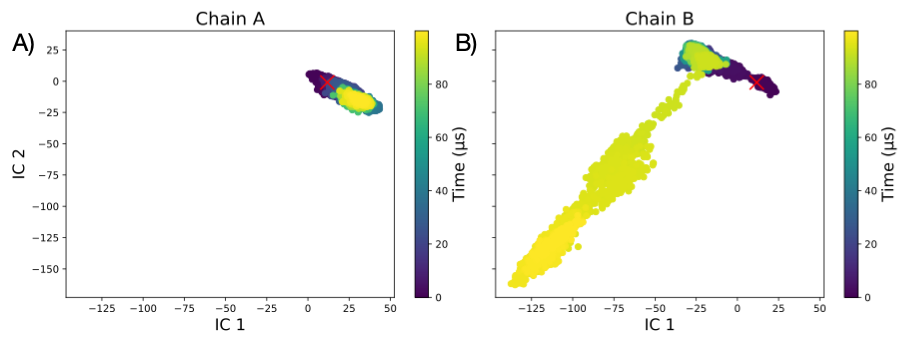 A)
Chain A
25
0
−25
−50
−75
−100
−125
−150
IC 2
−125 −100 −75 −50 −25 0 25 50
IC 1
80
60
40
20
0
Time (μs)
B)
Chain B
−125 −100 −75 −50 −25 0 25 50
IC 1
80
60
40
20
0
Time (μs)